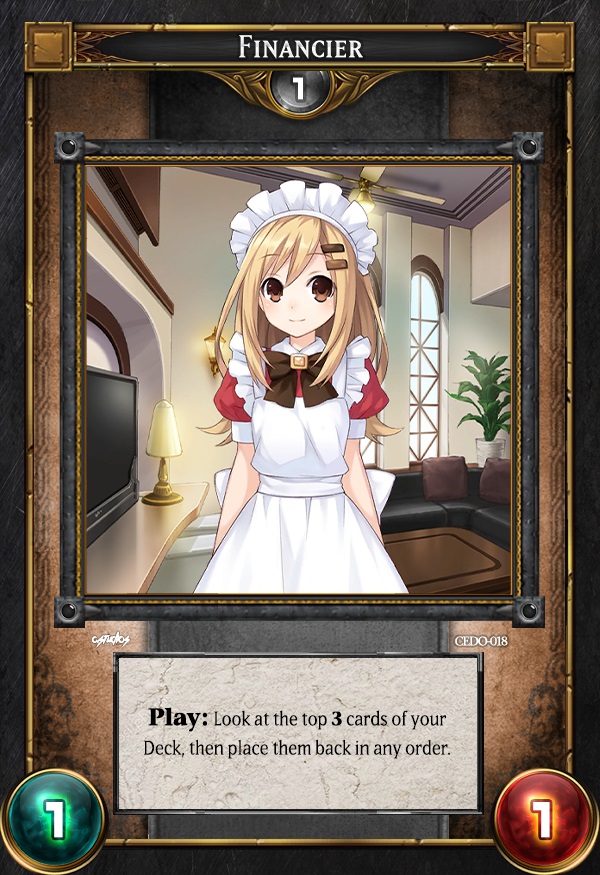 FINANCIER
1
CSTUDIOS
CEDO-018
Play: Look at the top 3 cards of your
Deck, then place them back in any order.
1
1